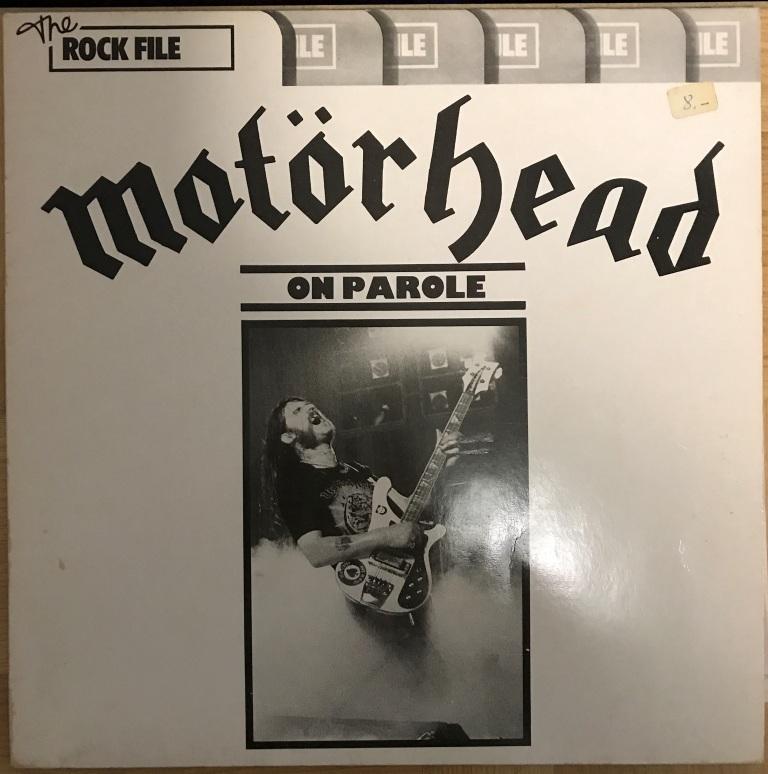 The
ROCK FILE
ILE ILE ILE ILE ILE
8.-
motörhead
ON PAROLE